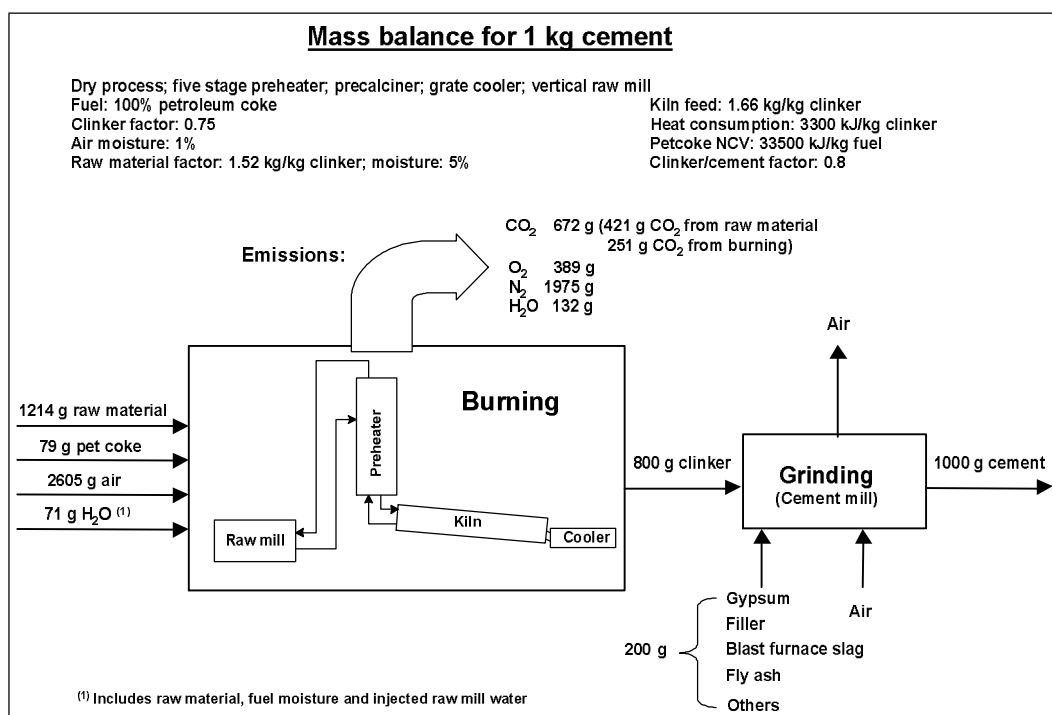 Mass balance for 1 kg cement
Dry process; five stage preheater; precalciner; grate cooler; vertical raw mill
Fuel: 100% petroleum coke
Clinker factor: 0.75
Air moisture: 1%
Raw material factor: 1.52 kg/kg clinker; moisture: 5%
Kiln feed: 1.66 kg/kg clinker
Heat consumption: 3300 kJ/kg clinker
Petcoke NCV: 33500 kJ/kg fuel
Clinker/cement factor: 0.8
Emissions:
CO₂ 672 g (421 g CO₂ from raw material
251 g CO₂ from burning)
O₂ 389 g
N₂ 1975 g
H₂O 132 g
1214 g raw material
79 g pet coke
2605 g air
71 g H₂O ⁽¹⁾
Burning
Preheater
Raw mill
Kiln
Cooler
800 g clinker
Air
Grinding
(Cement mill)
1000 g cement
200 g
Gypsum
Filler
Blast furnace slag
Fly ash
Others
Air
⁽¹⁾ Includes raw material, fuel moisture and injected raw mill water